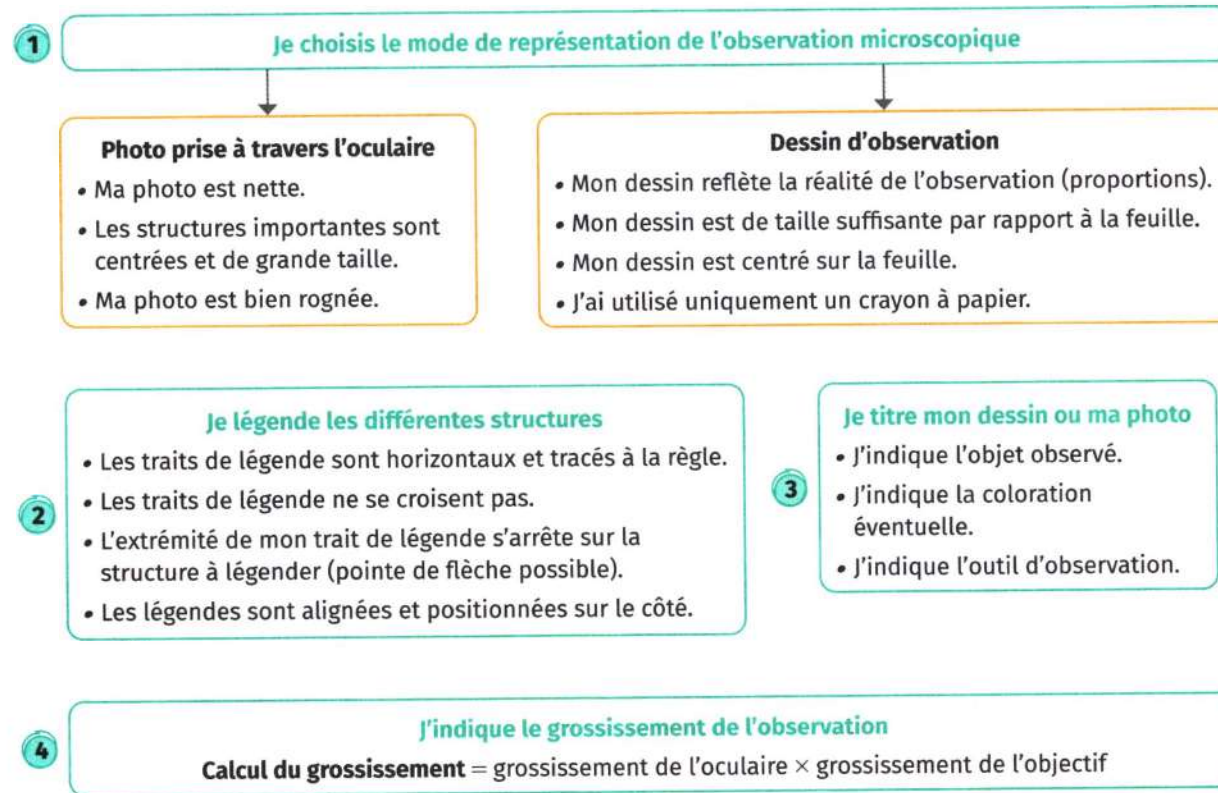 1
Je choisis le mode de représentation de l'observation microscopique
Photo prise à travers l'oculaire
• Ma photo est nette.
• Les structures importantes sont
centrées et de grande taille.
• Ma photo est bien rognée.
Dessin d'observation
• Mon dessin reflète la réalité de l'observation (proportions).
• Mon dessin est de taille suffisante par rapport à la feuille.
• Mon dessin est centré sur la feuille.
• J'ai utilisé uniquement un crayon à papier.
2
Je légende les différentes structures
• Les traits de légende sont horizontaux et tracés à la règle.
• Les traits de légende ne se croisent pas.
• L'extrémité de mon trait de légende s'arrête sur la
structure à légender (pointe de flèche possible).
• Les légendes sont alignées et positionnées sur le côté.
3
Je titre mon dessin ou ma photo
• J'indique l'objet observé.
• J'indique la coloration
éventuelle.
• J'indique l'outil d'observation.
4
J'indique le grossissement de l'observation
Calcul du grossissement = grossissement de l'oculaire × grossissement de l'objectif